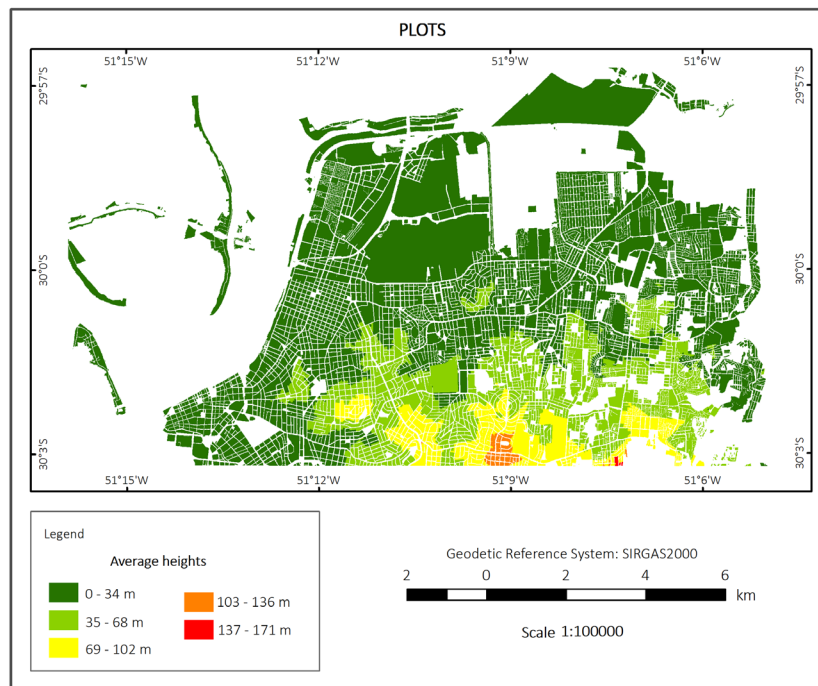 PLOTS
51°15'W 51°12'W 51°9'W 51°6'W
29°57'S 29°57'S
30°0'S 30°0'S
30°3'S 30°3'S
51°15'W 51°12'W 51°9'W 51°6'W
Legend
Average heights
0 - 34 m
35 - 68 m
69 - 102 m
103 - 136 m
137 - 171 m
Geodetic Reference System: SIRGAS2000
2 0 2 4 6
km
Scale 1:100000